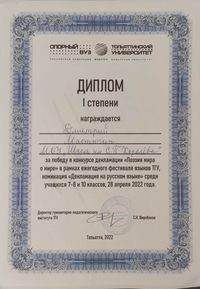 ОПОРНЫЙ ВУЗ
ТОЛЬЯТТИНСКИЙ ГОСУДАРСТВЕННЫЙ УНИВЕРСИТЕТ
ДИПЛОМ
I степени
награждается
Дмитрий
за победу в конкурсе декламации «Поэзия мира
о мире» в рамках ежегодного фестиваля языков ТГУ,
номинация «Декламация на русском языке» среди
учащихся 7-8 и 10 классов, 28 апреля 2022 года.
Директор гуманитарно-педагогического
института ТГУ
Тольятти, 2022